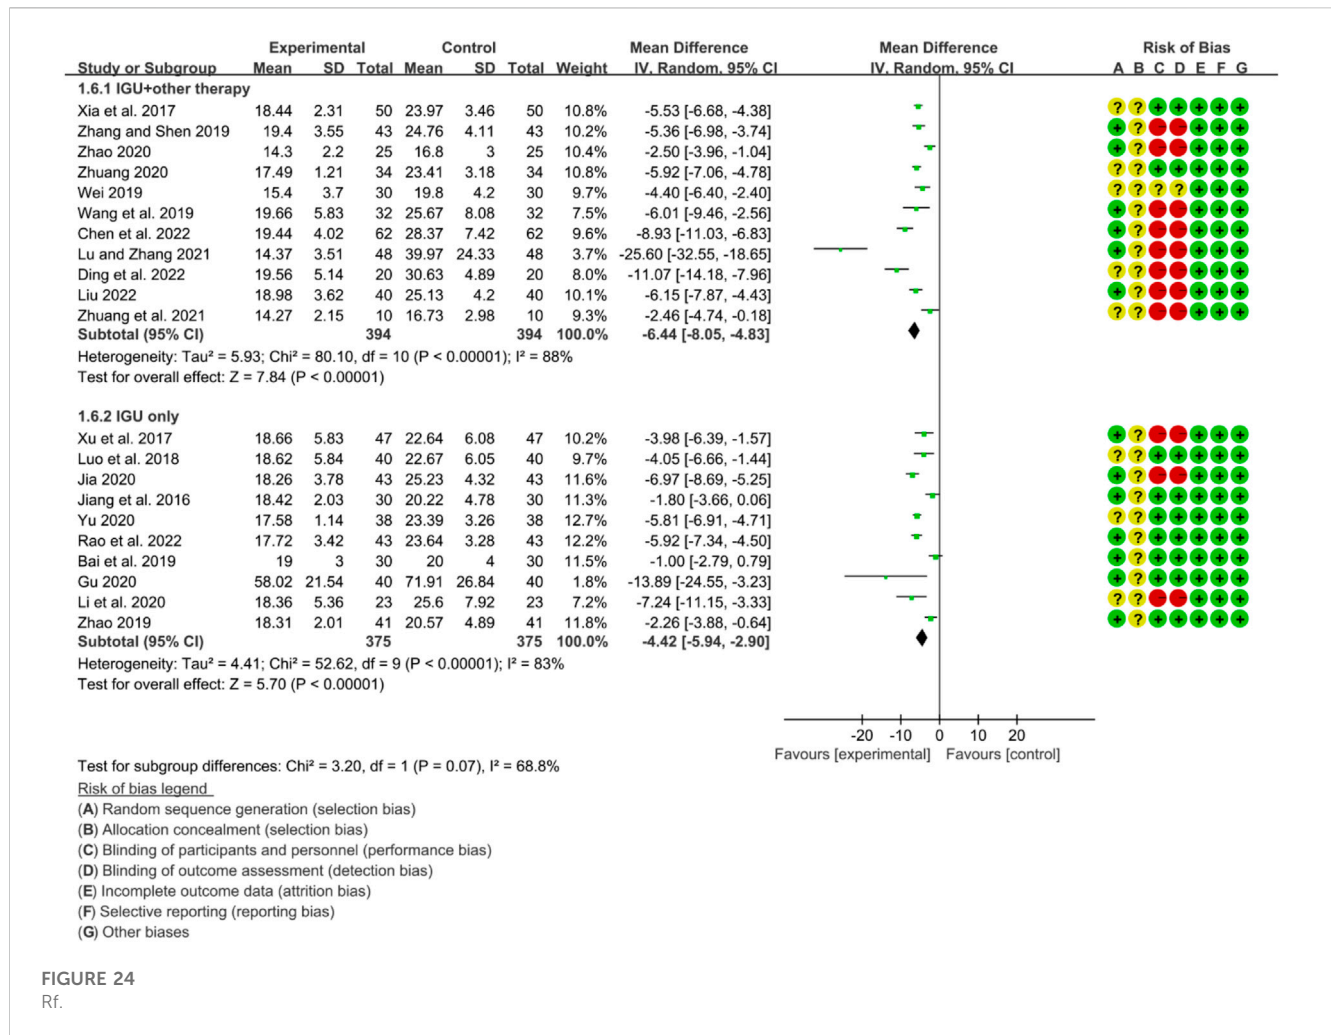 Experimental Control Mean Difference Mean Difference Risk of Bias
Study or Subgroup Mean SD Total Mean SD Total Weight IV. Random. 95% CI IV. Random. 95% CI A B C D E F G
1.6.1 IGU+other therapy
Xia et al. 2017 18.44 2.31 50 23.97 3.46 50 10.8% -5.53 [-6.68, -4.38] ? ? + + + + +
Zhang and Shen 2019 19.4 3.55 43 24.76 4.11 43 10.2% -5.36 [-6.98, -3.74] + ? - - + + +
Zhao 2020 14.3 2.2 25 16.8 3 25 10.4% -2.50 [-3.96, -1.04] + ? - - + + +
Zhuang 2020 17.49 1.21 34 23.41 3.18 34 10.8% -5.92 [-7.06, -4.78] ? ? + + + + +
Wei 2019 15.4 3.7 30 19.8 4.2 30 9.7% -4.40 [-6.40, -2.40] ? ? ? ? + + +
Wang et al. 2019 19.66 5.83 32 25.67 8.08 32 7.5% -6.01 [-9.46, -2.56] + ? - - + + +
Chen et al. 2022 19.44 4.02 62 28.37 7.42 62 9.6% -8.93 [-11.03, -6.83] + ? - - + + +
Lu and Zhang 2021 14.37 3.51 48 39.97 24.33 48 3.7% -25.60 [-32.55, -18.65] + ? - - + + +
Ding et al. 2022 19.56 5.14 20 30.63 4.89 20 8.0% -11.07 [-14.18, -7.96] ? ? - - + + +
Liu 2022 18.98 3.62 40 25.13 4.2 40 10.1% -6.15 [-7.87, -4.43] + ? - - + + +
Zhuang et al. 2021 14.27 2.15 10 16.73 2.98 10 9.3% -2.46 [-4.74, -0.18] ? ? - - + + +
Subtotal (95% CI) 394 394 100.0% -6.44 [-8.05, -4.83]
Heterogeneity: Tau² = 5.93; Chi² = 80.10, df = 10 (P < 0.00001); I² = 88%
Test for overall effect: Z = 7.84 (P < 0.00001)
1.6.2 IGU only
Xu et al. 2017 18.66 5.83 47 22.64 6.08 47 10.2% -3.98 [-6.39, -1.57] + ? - - + + +
Luo et al. 2018 18.62 5.84 40 22.67 6.05 40 9.7% -4.05 [-6.66, -1.44] ? ? + + + + +
Jia 2020 18.26 3.78 43 25.23 4.32 43 11.6% -6.97 [-8.69, -5.25] + ? - - + + +
Jiang et al. 2016 18.42 2.03 30 20.22 4.78 30 11.3% -1.80 [-3.66, 0.06] + ? + + + + +
Yu 2020 17.58 1.14 38 23.39 3.26 38 12.7% -5.81 [-6.91, -4.71] ? ? + + + + +
Rao et al. 2022 17.72 3.42 43 23.64 3.28 43 12.2% -5.92 [-7.34, -4.50] + ? + + + + +
Bai et al. 2019 19 3 30 20 4 30 11.5% -1.00 [-2.79, 0.79] + ? + + + + +
Gu 2020 58.02 21.54 40 71.91 26.84 40 1.8% -13.89 [-24.55, -3.23] + ? + + + + +
Li et al. 2020 18.36 5.36 23 25.6 7.92 23 7.2% -7.24 [-11.15, -3.33] ? ? - - + + +
Zhao 2019 18.31 2.01 41 20.57 4.89 41 11.8% -2.26 [-3.88, -0.64] + ? + + + + +
Subtotal (95% CI) 375 375 100.0% -4.42 [-5.94, -2.90]
Heterogeneity: Tau² = 4.41; Chi² = 52.62, df = 9 (P < 0.00001); I² = 83%
Test for overall effect: Z = 5.70 (P < 0.00001)
-20 -10 0 10 20
Favours [experimental] Favours [control]
Test for subgroup differences: Chi² = 3.20, df = 1 (P = 0.07), I² = 68.8%
Risk of bias legend
(A) Random sequence generation (selection bias)
(B) Allocation concealment (selection bias)
(C) Blinding of participants and personnel (performance bias)
(D) Blinding of outcome assessment (detection bias)
(E) Incomplete outcome data (attrition bias)
(F) Selective reporting (reporting bias)
(G) Other biases
FIGURE 24
Rf.